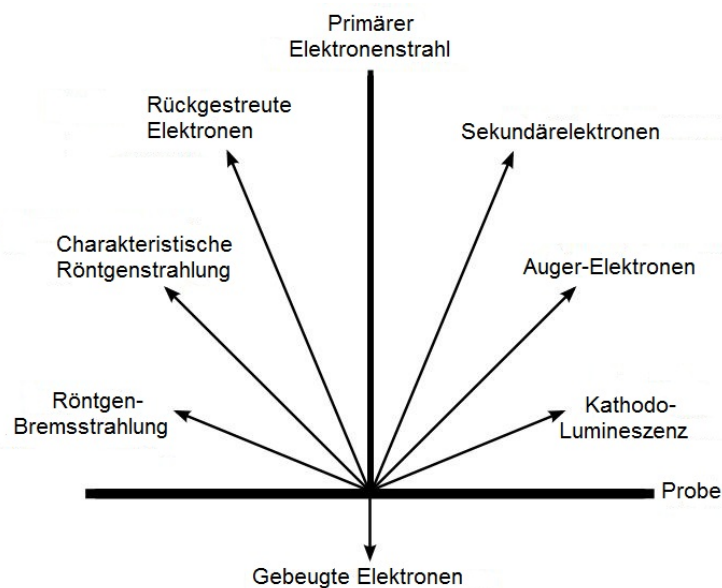 Primärer
Elektronenstrahl
Rückgestreute
Elektronen
Sekundärelektronen
Charakteristische
Röntgenstrahlung
Auger-Elektronen
Röntgen-
Bremsstrahlung
Kathodo-
Lumineszenz
Probe
Gebeugte Elektronen